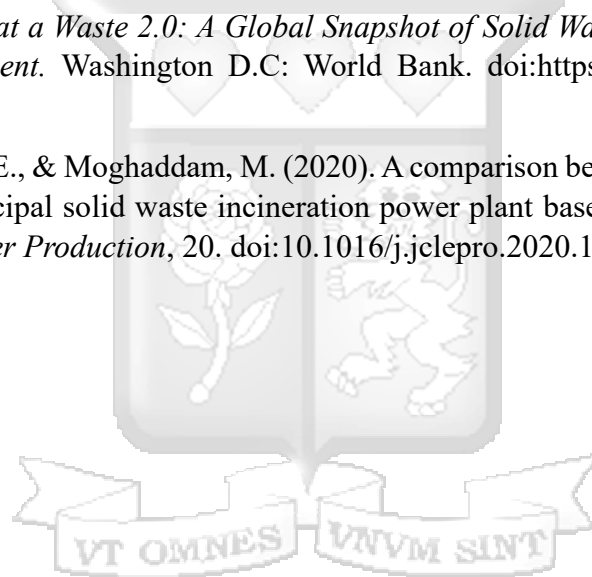 at a Waste 2.0: A Global Snapshot of Solid Wa
ent. Washington D.C: World Bank. doi:https
E., & Moghaddam, M. (2020). A comparison be
cipal solid waste incineration power plant base
er Production, 20. doi:10.1016/j.jclepro.2020.1
VT OMNES VNVM SINT